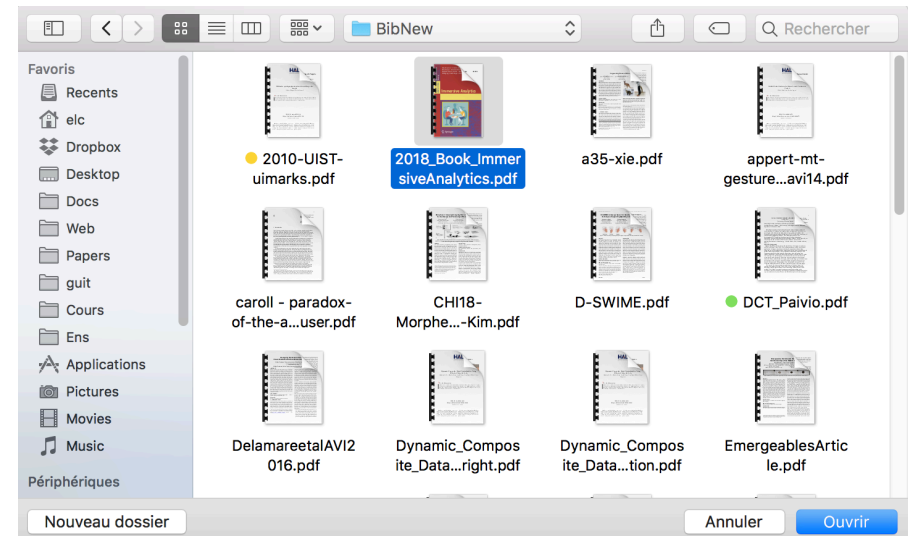 BibNew
Rechercher
Favoris
Recents
elc
Dropbox
Desktop
Docs
Web
Papers
guit
Cours
Ens
Applications
Pictures
Movies
Music
Périphériques
2010-UIST-
uimarks.pdf
2018_Book_Immer
siveAnalytics.pdf
a35-xie.pdf
appert-mt-
gesture...avi14.pdf
caroll - paradox-
of-the-a...user.pdf
CHI18-
Morphe...-Kim.pdf
D-SWIME.pdf
DCT_Paivio.pdf
DelamareetalAVI2
016.pdf
Dynamic_Compos
ite_Data...right.pdf
Dynamic_Compos
ite_Data...tion.pdf
EmergeablesArtic
le.pdf
Nouveau dossier
Annuler
Ouvrir